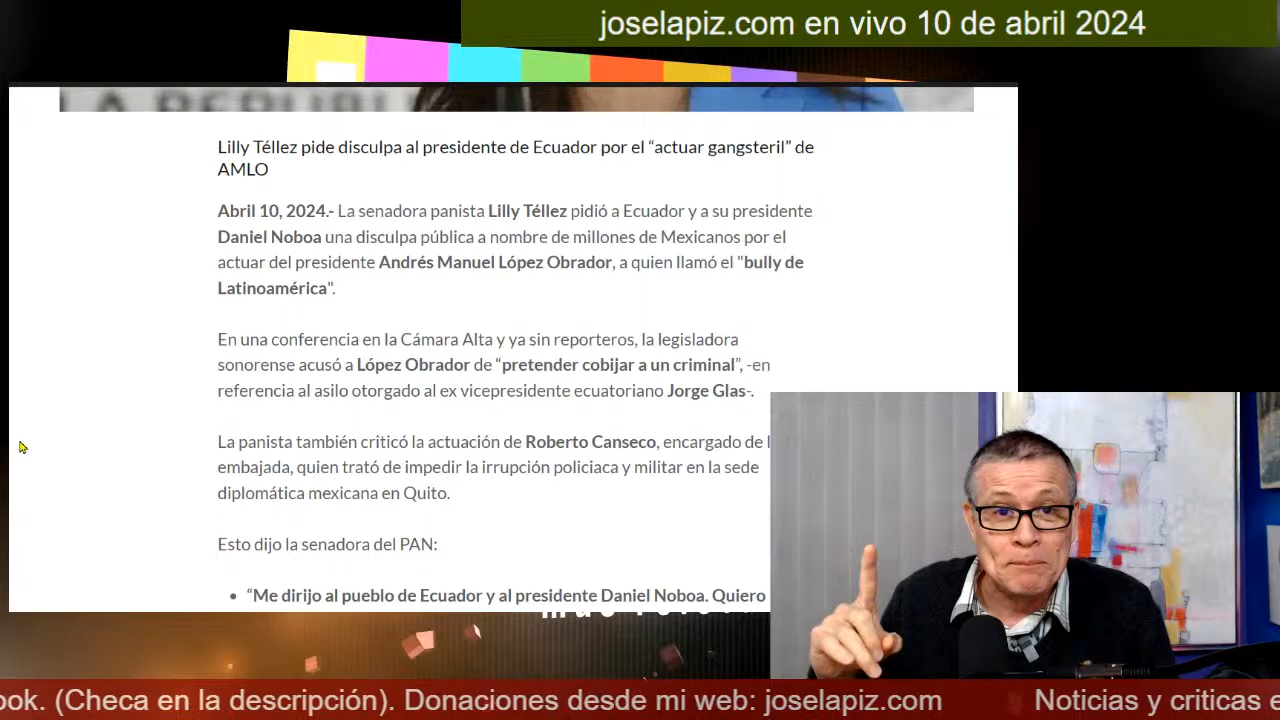 joselapiz.com en vivo 10 de abril 2024
LA REPUBL
Lilly Téllez pide disculpa al presidente de Ecuador por el “actuar gangsteril” de
AMLO
Abril 10, 2024.- La senadora panista Lilly Téllez pidió a Ecuador y a su presidente
Daniel Noboa una disculpa pública a nombre de millones de Mexicanos por el
actuar del presidente Andrés Manuel López Obrador, a quien llamó el "bully de
Latinoamérica".
En una conferencia en la Cámara Alta y ya sin reporteros, la legisladora
sonorense acusó a López Obrador de “pretender cobijar a un criminal”, -en
referencia al asilo otorgado al ex vicepresidente ecuatoriano Jorge Glas-.
La panista también criticó la actuación de Roberto Canseco, encargado de l
embajada, quien trató de impedir la irrupción policiaca y militar en la sede
diplomática mexicana en Quito.
Esto dijo la senadora del PAN:
• “Me dirijo al pueblo de Ecuador y al presidente Daniel Noboa. Quiero
ook. (Checa en la descripción). Donaciones desde mi web: joselapiz.com Noticias y criticas e